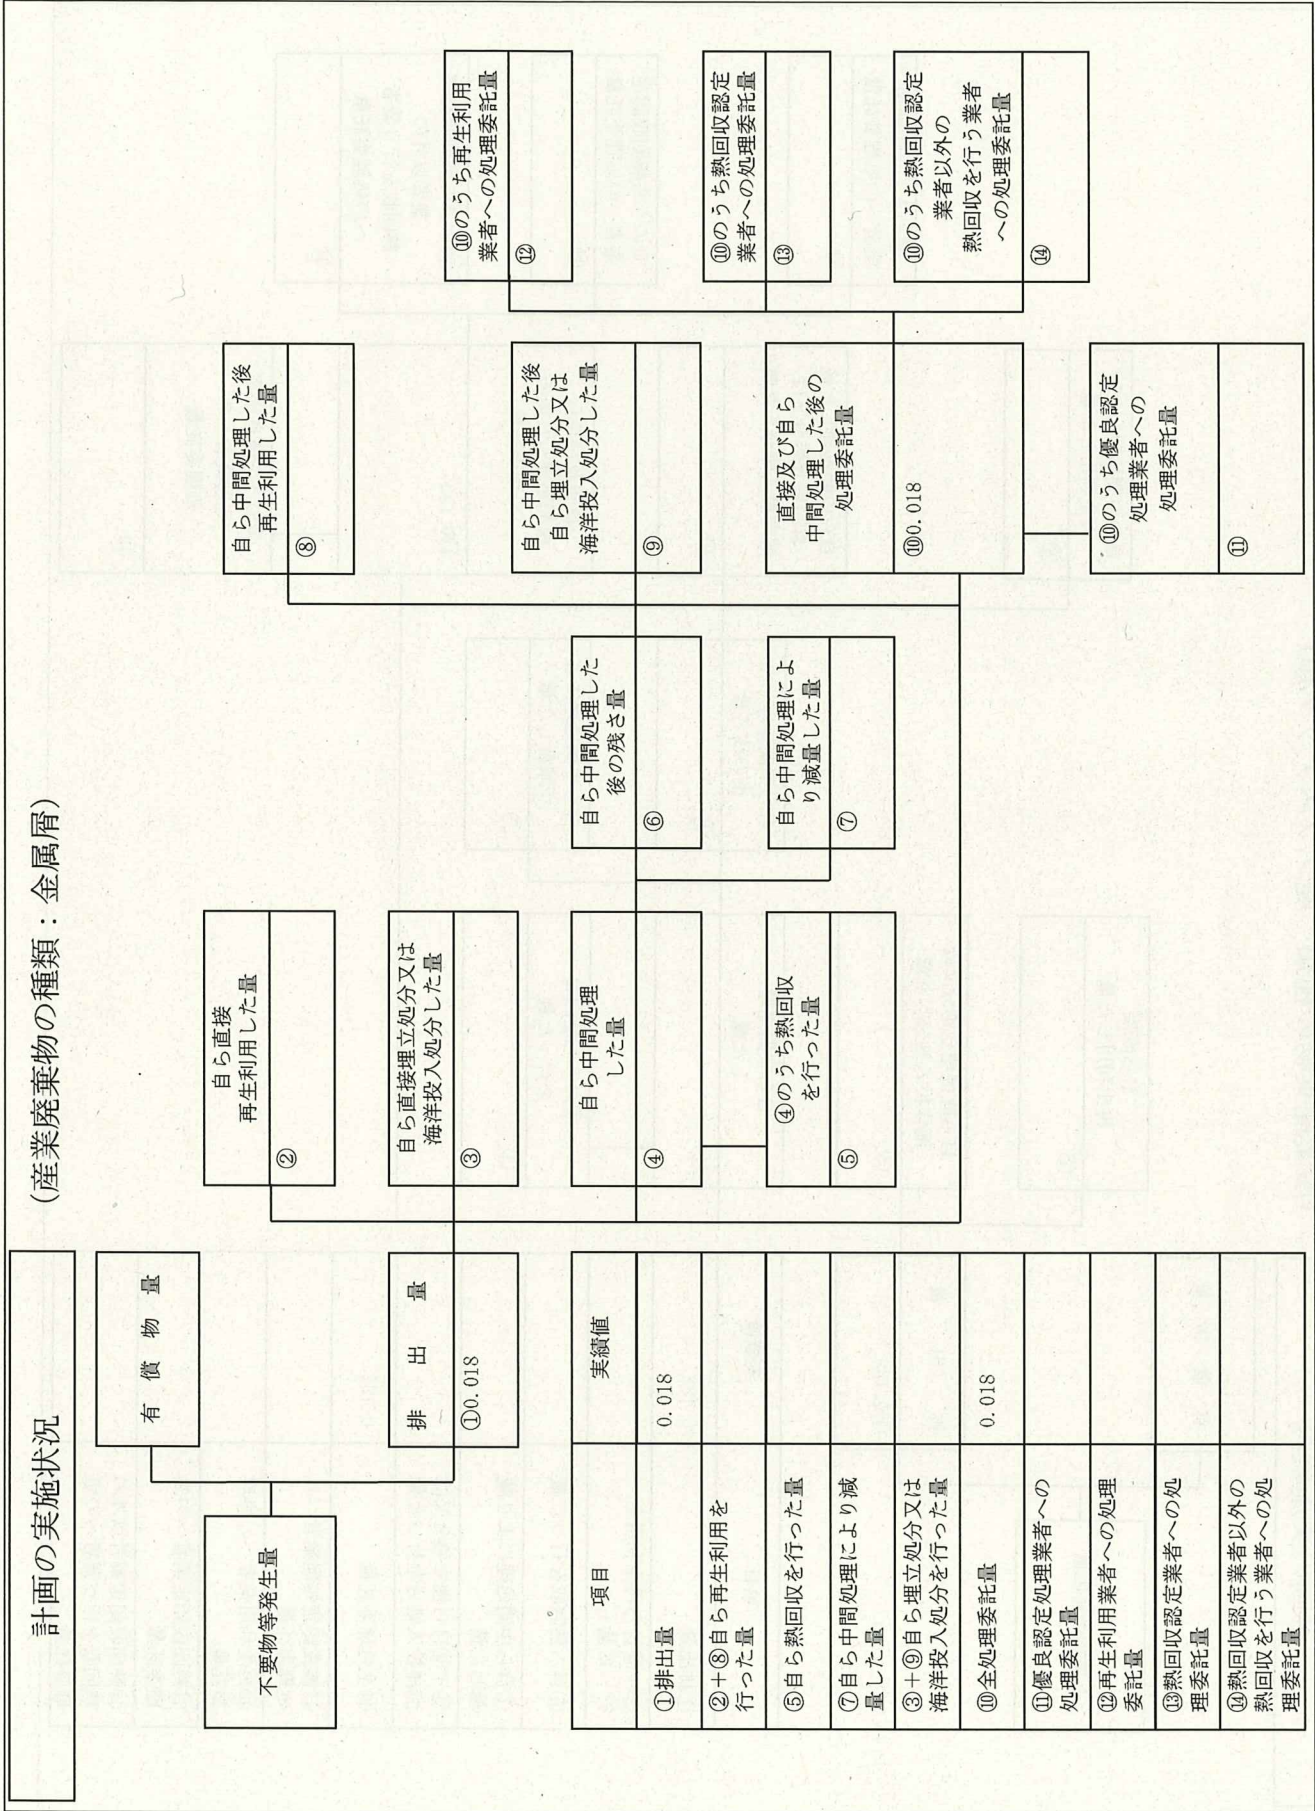 計画の実施状況
(産業廃棄物の種類：金属屑)
不要物等発生量
有償物量
排出量
①0.018
自ら直接
再生利用した量
②
自ら直接埋立処分又は
海洋投入処分した量
③
自ら中間処理
した量
④
④のうち熱回収
を行った量
⑤
自ら中間処理した
後の残さ量
⑥
自ら中間処理によ
り減量した量
⑦
自ら中間処理した後
再生利用した量
⑧
自ら中間処理した後
自ら埋立処分又は
海洋投入処分した量
⑨
直接及び自ら
中間処理した後の
処理委託量
⑩0.018
⑩のうち優良認定
処理業者への
処理委託量
⑪
⑩のうち再生利用
業者への処理委託量
⑫
⑩のうち熱回収認定
業者への処理委託量
⑬
⑩のうち熱回収認定
業者以外の
熱回収を行う業者
への処理委託量
⑭
項目 実績値
①排出量 0.018
②+⑧自ら再生利用を
行った量
⑤自ら熱回収を行った量
⑦自ら中間処理により減
量した量
③+⑨自ら埋立処分又は
海洋投入処分を行った量
⑩全処理委託量 0.018
⑪優良認定処理業者への
処理委託量
⑫再生利用業者への処理
委託量
⑬熱回収認定業者への処
理委託量
⑭熱回収認定業者以外の
熱回収を行う業者への処
理委託量